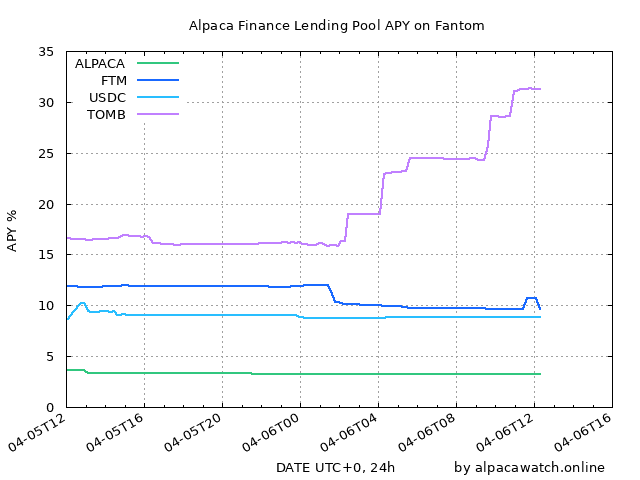 Alpaca Finance Lending Pool APY on Fantom
35
30
25
20
15
10
5
0
APY %
ALPACA
FTM
USDC
TOMB
04-05T12
04-05T16
04-05T20
04-06T00
04-06T04
04-06T08
04-06T12
04-06T16
DATE UTC+0, 24h
by alpacawatch.online